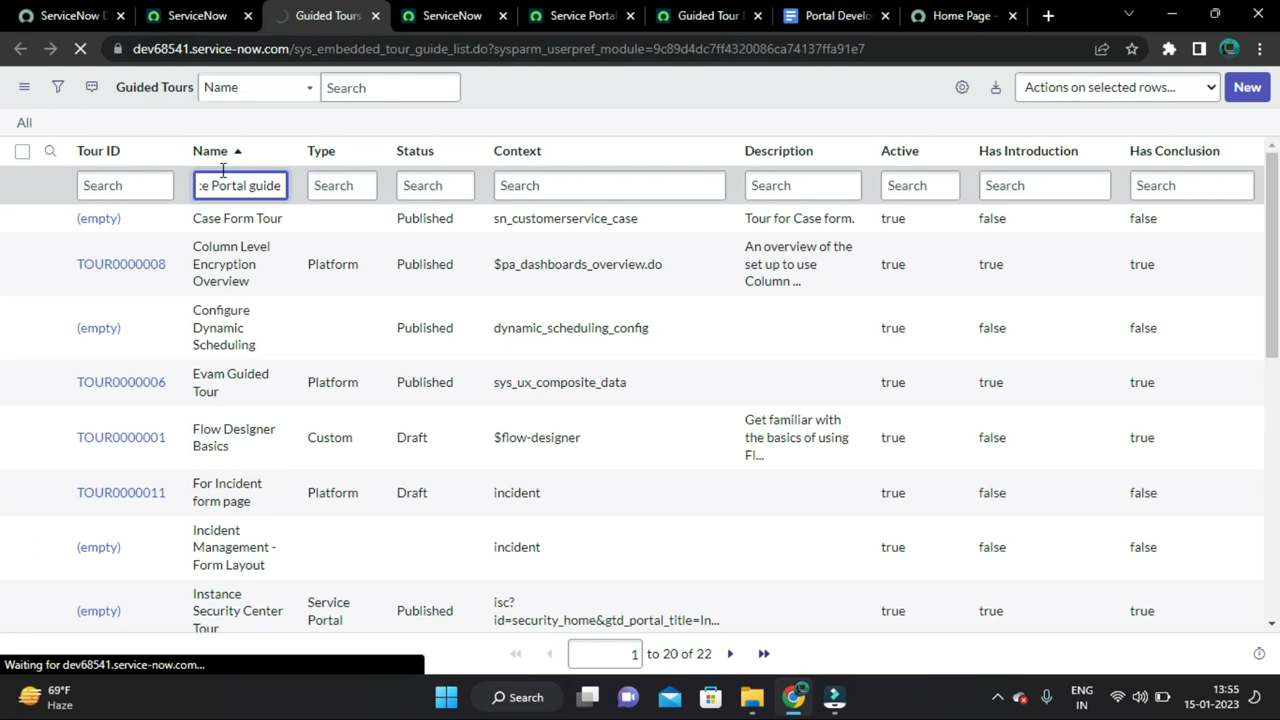 ServiceNow D
ServiceNow
Guided Tours
ServiceNow
Service Portal
Guided Tour
Portal Develo
Home Page -
dev68541.service-now.com/sys_embedded_tour_guide_list.do?sysparm_userpref_module=9c89d4dc7ff4320086ca74137ffa91e7
Guided Tours Name Search Actions on selected rows... New
All
Tour ID Name Type Status Context Description Active Has Introduction Has Conclusion
Search :e Portal guide Search Search Search Search Search Search Search
(empty) Case Form Tour Published sn_customerservice_case Tour for Case form. true false false
Column Level
Encryption
Overview
TOUR0000008 Platform Published $pa_dashboards_overview.do
An overview of the
set up to use
Column ...
true true true
Configure
Dynamic
Scheduling
(empty) Published dynamic_scheduling_config true false false
TOUR0000006
Evam Guided
Tour
Platform Published sys_ux_composite_data true true true
TOUR0000001
Flow Designer
Basics
Custom Draft $flow-designer
Get familiar with
the basics of using
Fl...
true false true
TOUR0000011
For Incident
form page
Platform Draft incident true false false
(empty)
Incident
Management -
Form Layout
incident true false false
(empty)
Instance
Security Center
Tour
Service
Portal
Published
isc?
id=security_home&gtd_portal_title=In...
true true true
1 to 20 of 22
Waiting for dev68541.service-now.com...
69°F
Haze
Search
ENG
IN
13:55
15-01-2023